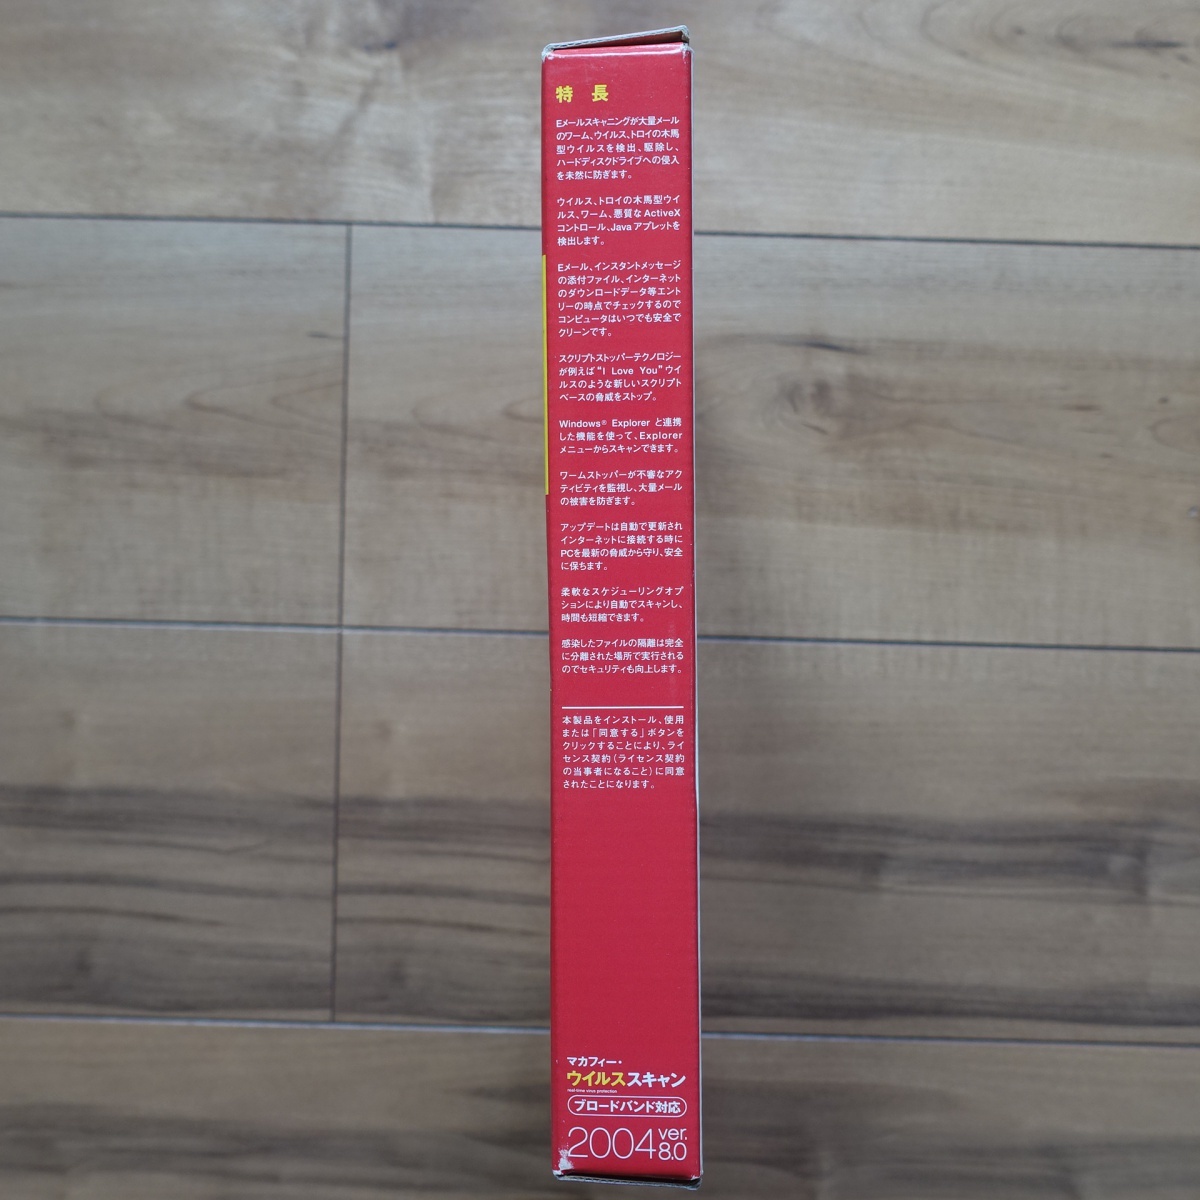 特 長
Eメールスキャニングが大量メール
のワーム、ウイルス、トロイの木馬
型ウイルスを検出、駆除し、
ハードディスクドライブへの侵入
を未然に防ぎます。
ウイルス、トロイの木馬型ウイ
ルス、ワーム、悪質なActiveX
コントロール、Javaアプレットを
検出します。
Eメール、インスタントメッセージ
の添付ファイル、インターネット
のダウンロードデータ等エント
リーの時点でチェックするので
コンピュータはいつでも安全で
クリーンです。
スクリプトストッパーテクノロジー
が例えば“I Love You”ウイ
ルスのような新しいスクリプト
ベースの脅威をストップ。
Windows® Explorer と連携
した機能を使って、Explorer
メニューからスキャンできます。
ワームストッパーが不審なアク
ティビティを監視し、大量メール
の被害を防ぎます。
アップデートは自動で更新され
インターネットに接続する時に
PCを最新の脅威から守り、安全
に保ちます。
柔軟なスケジューリングオプ
ションにより自動でスキャンし、
時間も短縮できます。
感染したファイルの隔離は完全
に分離された場所で実行される
のでセキュリティも向上します。
本製品をインストール、使用
または「同意する」ボタンを
クリックすることにより、ライ
センス契約(ライセンス契約
の当事者になること)に同意
されたことになります。
マカフィー・
ウイルススキャン
real-time virus protection
ブロードバンド対応
2004 ver. 8.0